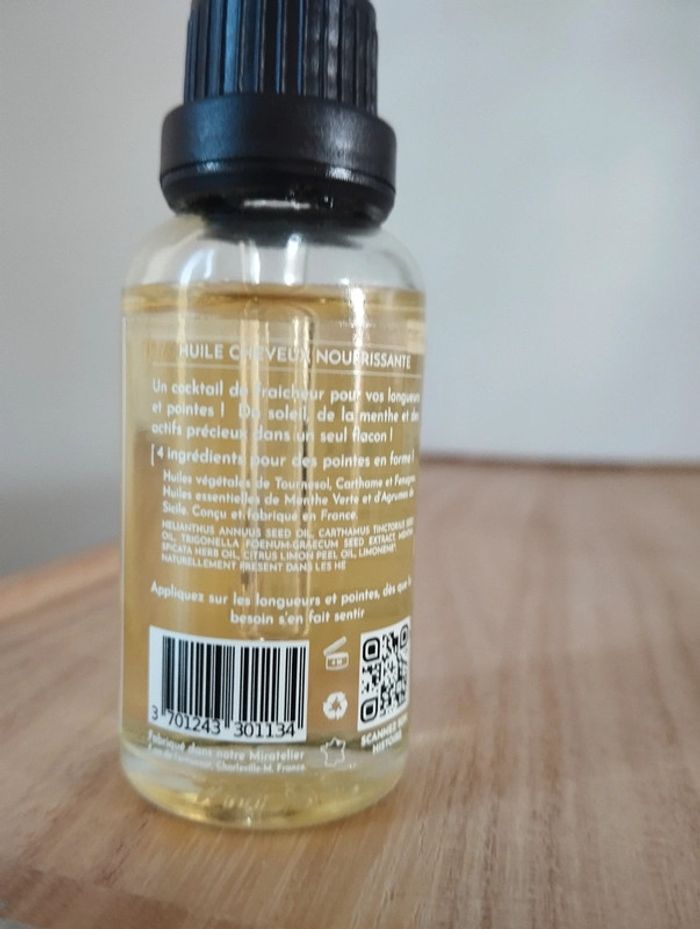 HUILE CHEVEUX NOURRISSANTE
Un cocktail de fraicheur pour vos longueurs
et pointes ! Du soleil, de la menthe et des
actifs précieux dans un seul flacon !
4 ingrédients pour des pointes en forme !
Huiles végétales de Tournesol, Carthame et Fenugrec
Huiles essentielles de Menthe Verte et d'Agrumes de
Sicile. Conçu et fabriqué en France.
HELIANTHUS ANNUUS SEED OIL, CARTHAMUS TINCTORIUS SEED
OIL, TRIGONELLA FOENUM-GRAECUM SEED EXTRACT, MENTHA
SPICATA HERB OIL, CITRUS LIMON PEEL OIL, LIMONENE*.
NATURELLEMENT PRESENT DANS LES HE
Appliquez sur les longueurs et pointes, dès que le
besoin s'en fait sentir
3 701243 301134
SCANNEZ SON
HISTOIRE
Fabriqué dans notre Miratelier
Charleville-M. France